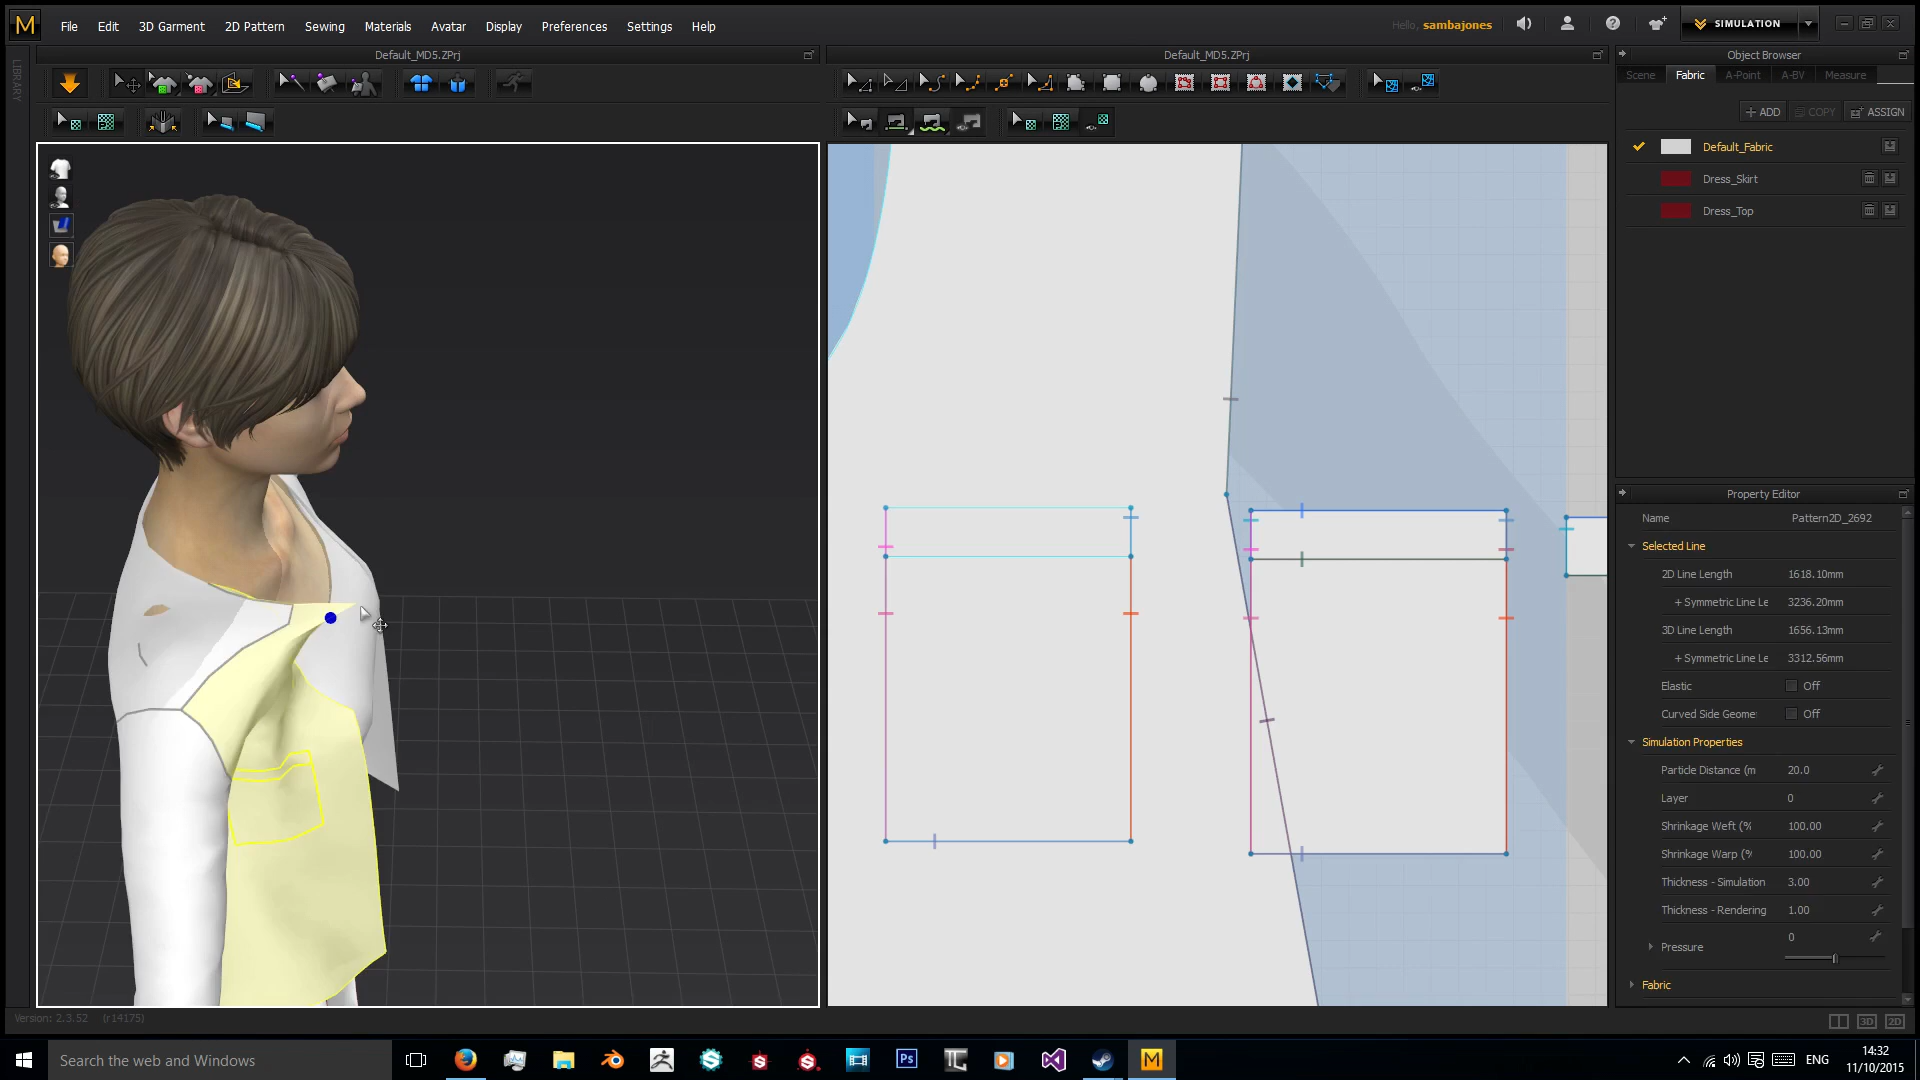 M File Edit 3D Garment 2D Pattern Sewing Materials Avatar Display Preferences Settings Help
Hello, sambajones
SIMULATION
Default_MD5.ZPrj
Default_MD5.ZPrj
LIBRARY
Object Browser
Scene Fabric A-Point A-BV Measure
+ ADD COPY ASSIGN
Default_Fabric
Dress_Skirt
Dress_Top
Property Editor
Name Pattern2D_2692
Selected Line
2D Line Length 1618.10mm
+ Symmetric Line Le 3236.20mm
3D Line Length 1656.13mm
+ Symmetric Line Le 3312.56mm
Elastic Off
Curved Side Geome: Off
Simulation Properties
Particle Distance (m 20.0
Layer 0
Shrinkage Weft (% 100.00
Shrinkage Warp (% 100.00
Thickness - Simulation 3.00
Thickness - Rendering 1.00
Pressure 0
Fabric
Version: 2.3.52 (r14175)
3D 2D
Search the web and Windows
Ps
M
ENG
14:32
11/10/2015